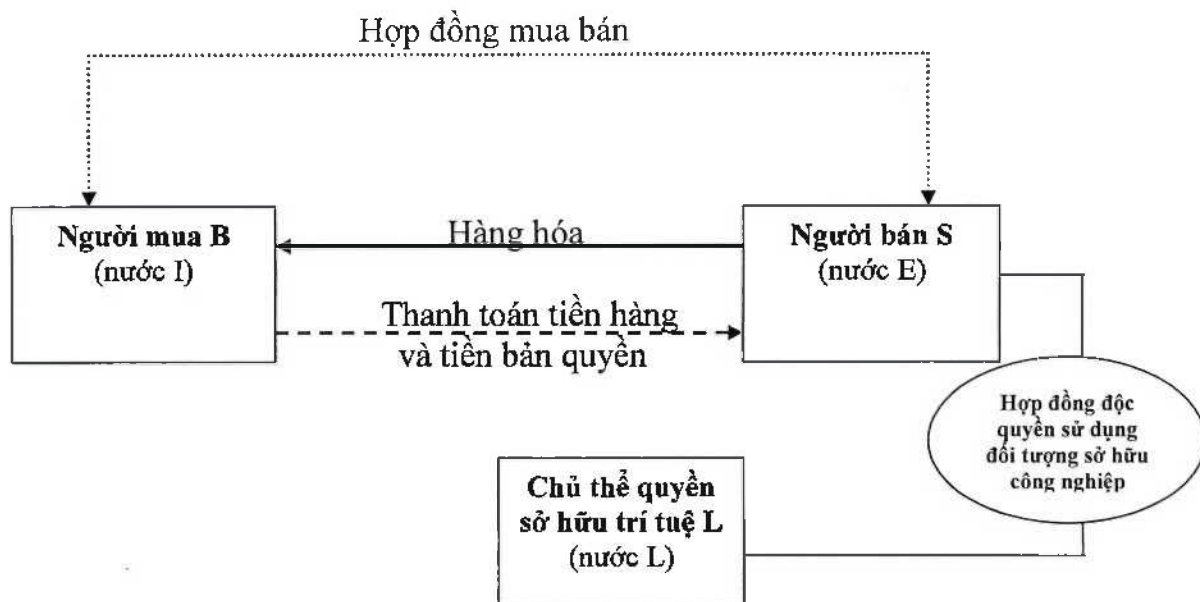 Hợp đồng mua bán
Người mua B
(nước I)
Hàng hóa
Người bán S
(nước E)
Thanh toán tiền hàng
và tiền bản quyền
Hợp đồng độc
quyền sử dụng
đối tượng sở hữu
công nghiệp
Chủ thể quyền
sở hữu trí tuệ L
(nước L)